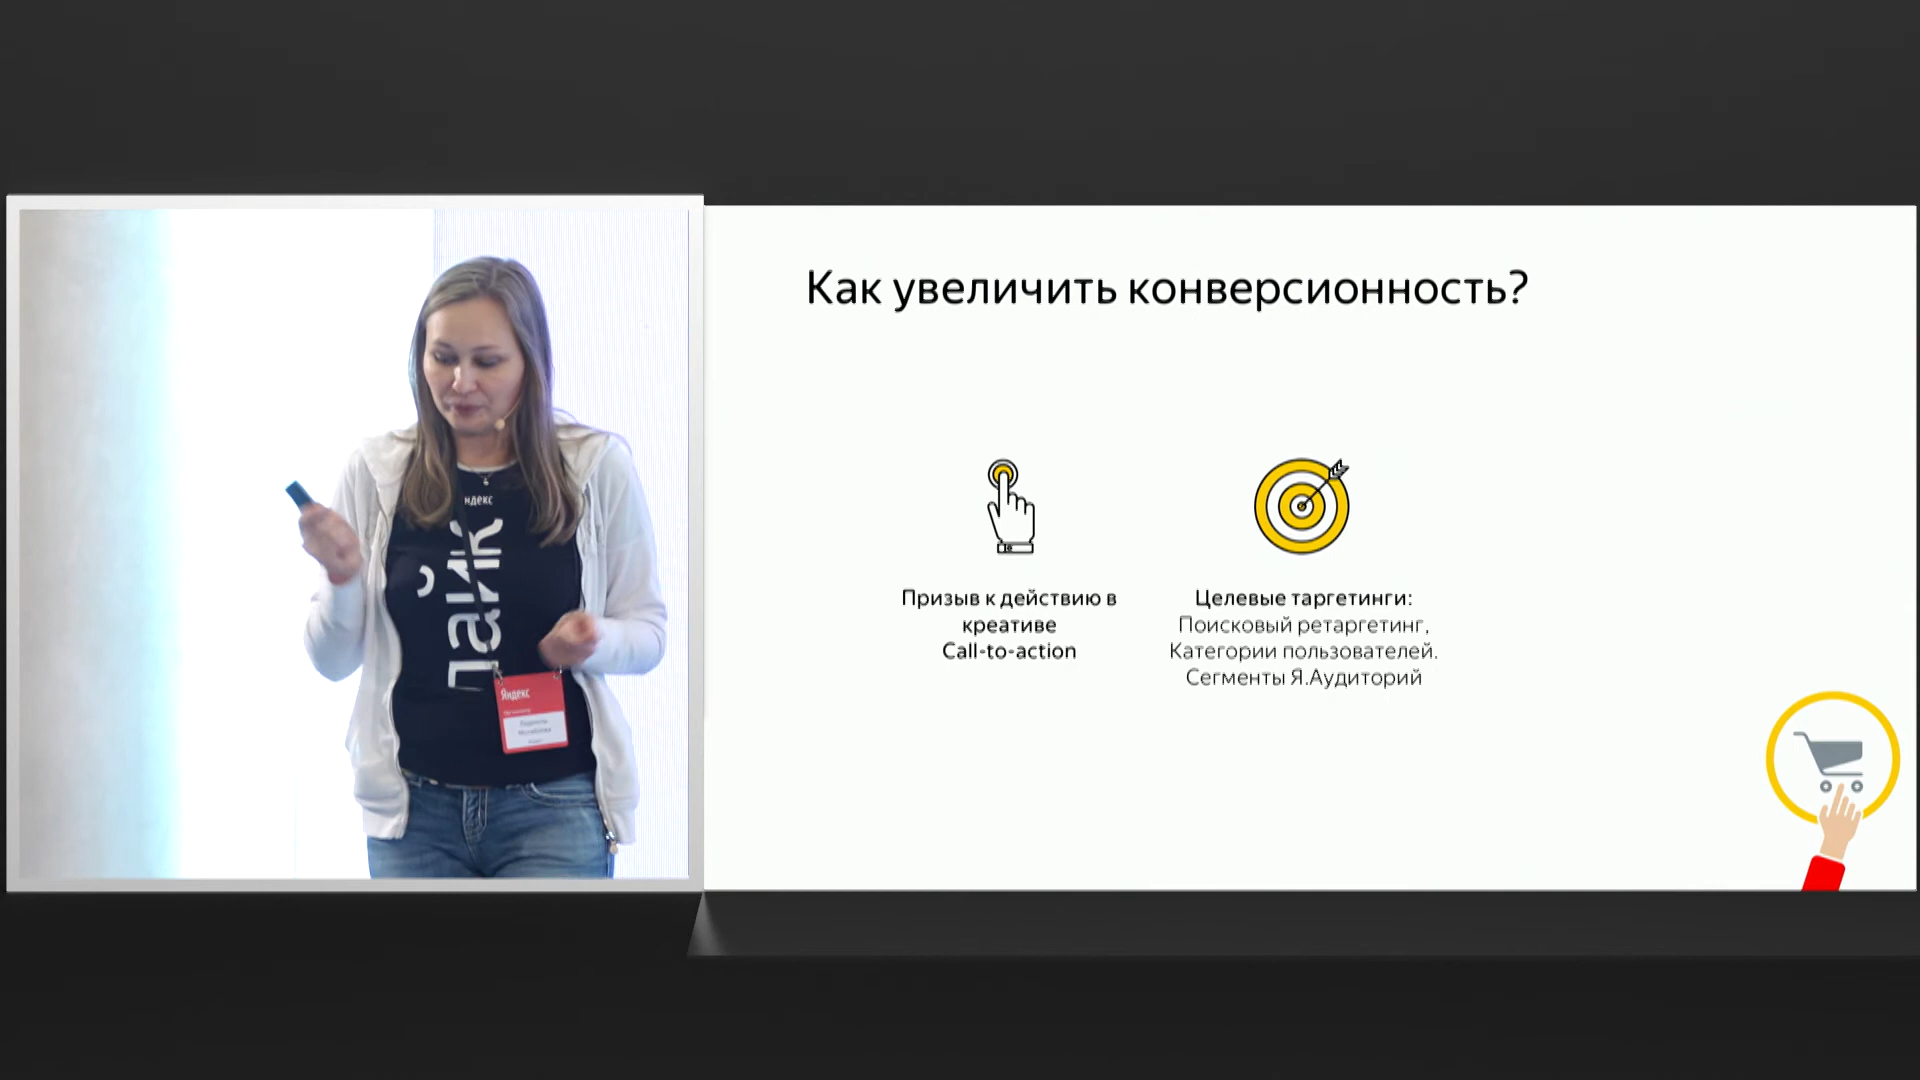 Как увеличить конверсионность?
Призыв к действию в
креативе
Call-to-action
Целевые таргетинги:
Поисковый ретаргетинг,
Категории пользователей.
Сегменты Я.Аудиторий
ндекс
лайк
Яндекс